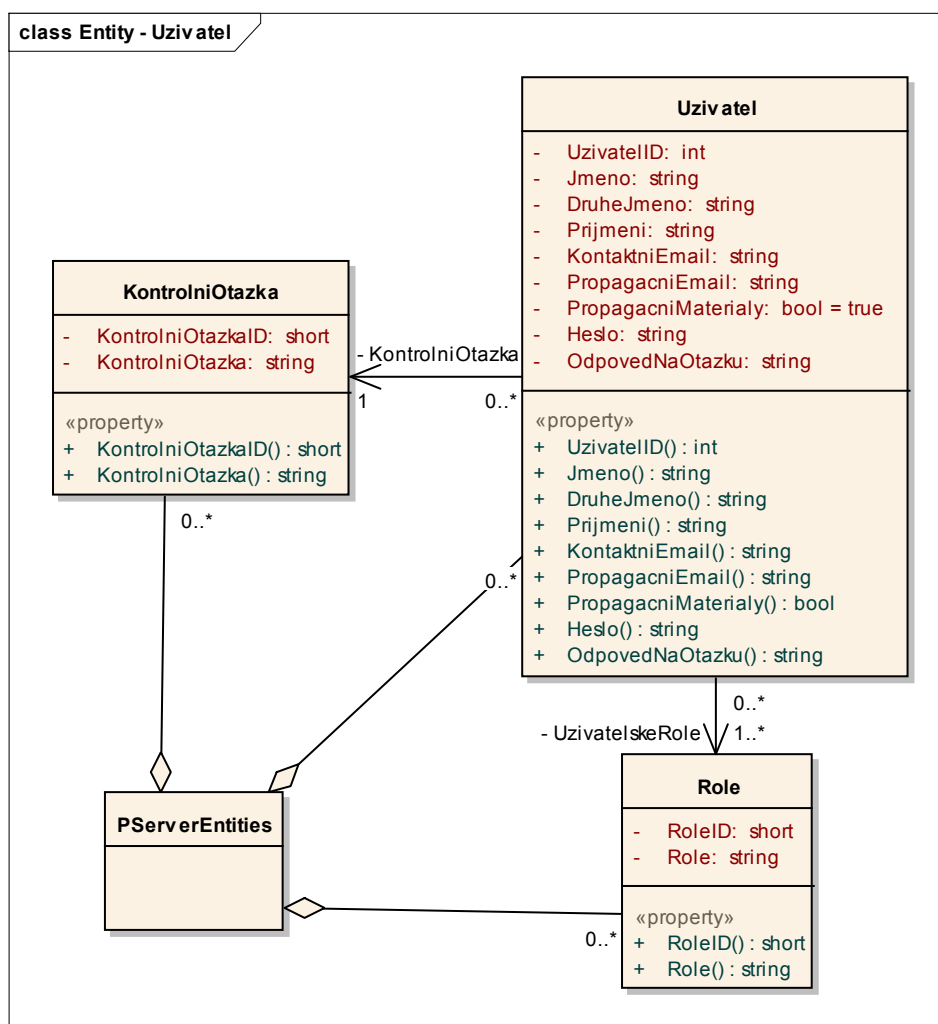 class Entity - Uzivatel
Uzivatel
- UzivatelID: int
- Jmeno: string
- DruheJmeno: string
- Prijmeni: string
- KontaktniEmail: string
- PropagacniEmail: string
- PropagacniMaterialy: bool = true
- Heslo: string
- OdpovedNaOtazku: string
«property»
+ UzivatelID() : int
+ Jmeno() : string
+ DruheJmeno() : string
+ Prijmeni() : string
+ KontaktniEmail() : string
+ PropagacniEmail() : string
+ PropagacniMaterialy() : bool
+ Heslo() : string
+ OdpovedNaOtazku() : string
KontrolniOtazka
- KontrolniOtazkaID: short
- KontrolniOtazka: string
«property»
+ KontrolniOtazkaID() : short
+ KontrolniOtazka() : string
- KontrolniOtazka
1
0..*
0..*
0..*
0..*
- UzivatelskeRole
1..*
PServerEntities
Role
- RoleID: short
- Role: string
«property»
+ RoleID() : short
+ Role() : string
0..*